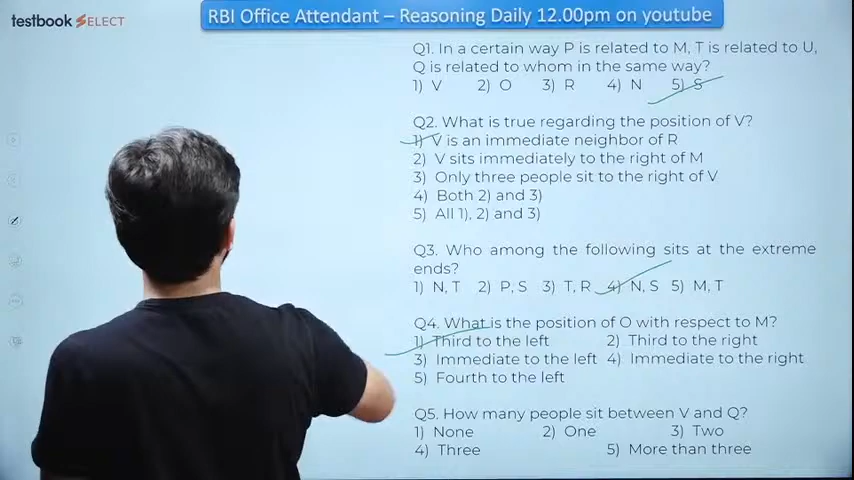 testbook SELECT
RBI Office Attendant – Reasoning Daily 12.00pm on youtube
Q1. In a certain way P is related to M, T is related to U,
Q is related to whom in the same way?
1) V 2) O 3) R 4) N 5) S
Q2. What is true regarding the position of V?
1) V is an immediate neighbor of R
2) V sits immediately to the right of M
3) Only three people sit to the right of V
4) Both 2) and 3)
5) All 1), 2) and 3)
Q3. Who among the following sits at the extreme
ends?
1) N, T 2) P, S 3) T, R 4) N, S 5) M, T
Q4. What is the position of O with respect to M?
1) Third to the left 2) Third to the right
3) Immediate to the left 4) Immediate to the right
5) Fourth to the left
Q5. How many people sit between V and Q?
1) None 2) One 3) Two
4) Three 5) More than three